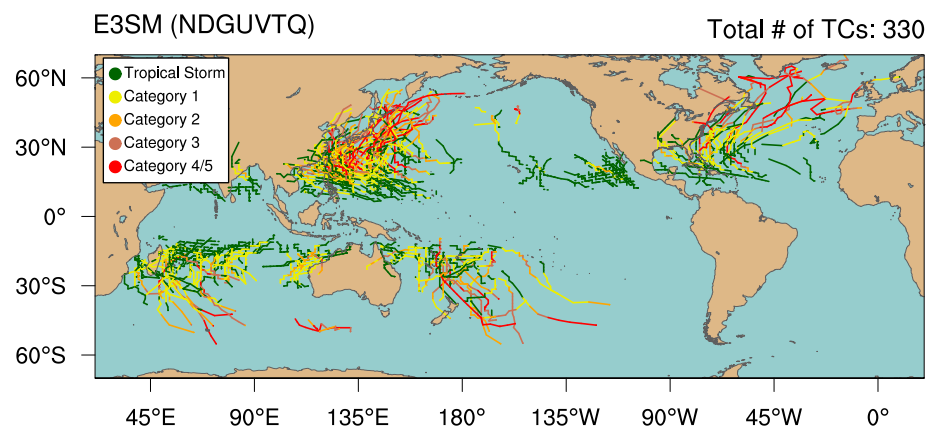 E3SM (NDGUVTQ)
Total # of TCs: 330
Tropical Storm
Category 1
Category 2
Category 3
Category 4/5
60°N
30°N
0°
30°S
60°S
45°E 90°E 135°E 180° 135°W 90°W 45°W 0°